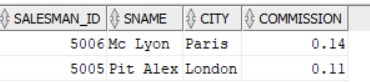 SALESMAN_ID SNAME CITY COMMISSION
5006 Mc Lyon Paris 0.14
5005 Pit Alex London 0.11